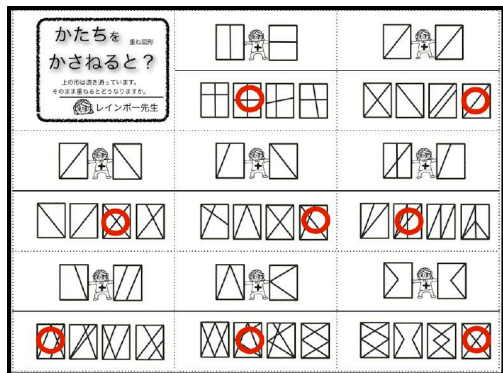 かたちを
重ね図形
かさねると？
上の形は透き通っています。
そのまま重ねるとどうなりますか。
レインボー先生